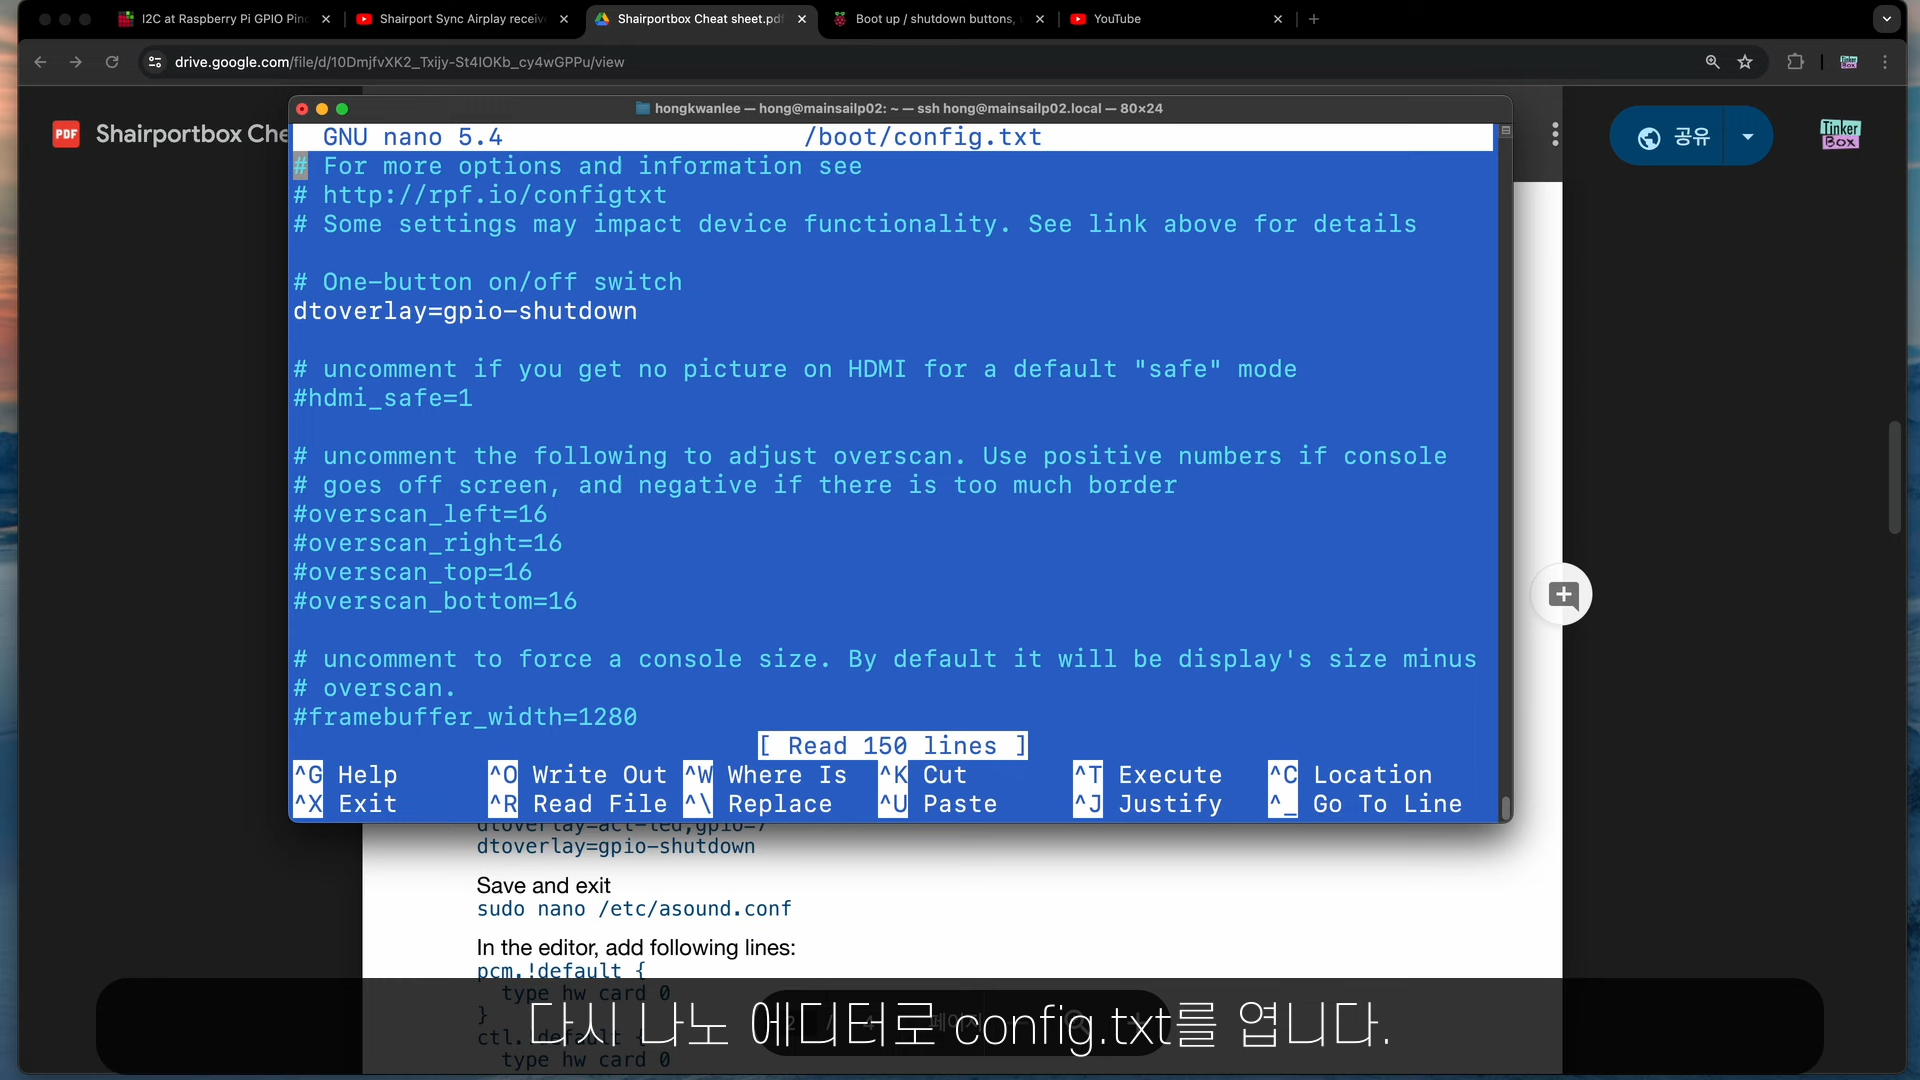 I2C at Raspberry Pi GPIO Pino
Shairport Sync Airplay receive
Shairportbox Cheat sheet.pdf
Boot up / shutdown buttons,
YouTube
drive.google.com/file/d/10DmjfvXK2_Txijy-St4IOKb_cy4wGPPu/view
PDF Shairportbox Che
공유
Tinker
Box
hongkwanlee — hong@mainsailp02: ~ — ssh hong@mainsailp02.local — 80×24
GNU nano 5.4 /boot/config.txt
# For more options and information see
# http://rpf.io/configtxt
# Some settings may impact device functionality. See link above for details
# One-button on/off switch
dtoverlay=gpio-shutdown
# uncomment if you get no picture on HDMI for a default "safe" mode
#hdmi_safe=1
# uncomment the following to adjust overscan. Use positive numbers if console
# goes off screen, and negative if there is too much border
#overscan_left=16
#overscan_right=16
#overscan_top=16
#overscan_bottom=16
# uncomment to force a console size. By default it will be display's size minus
# overscan.
#framebuffer_width=1280
[ Read 150 lines ]
^G Help ^O Write Out ^W Where Is ^K Cut ^T Execute ^C Location
^X Exit ^R Read File ^\ Replace ^U Paste ^J Justify ^_ Go To Line
dtoverlay=act-led,gpio=7
dtoverlay=gpio-shutdown
Save and exit
sudo nano /etc/asound.conf
In the editor, add following lines:
pcm.!default {
type hw card 0
}
ctl.!default {
type hw card 0
다시 나노 에디터로 config.txt를 엽니다.